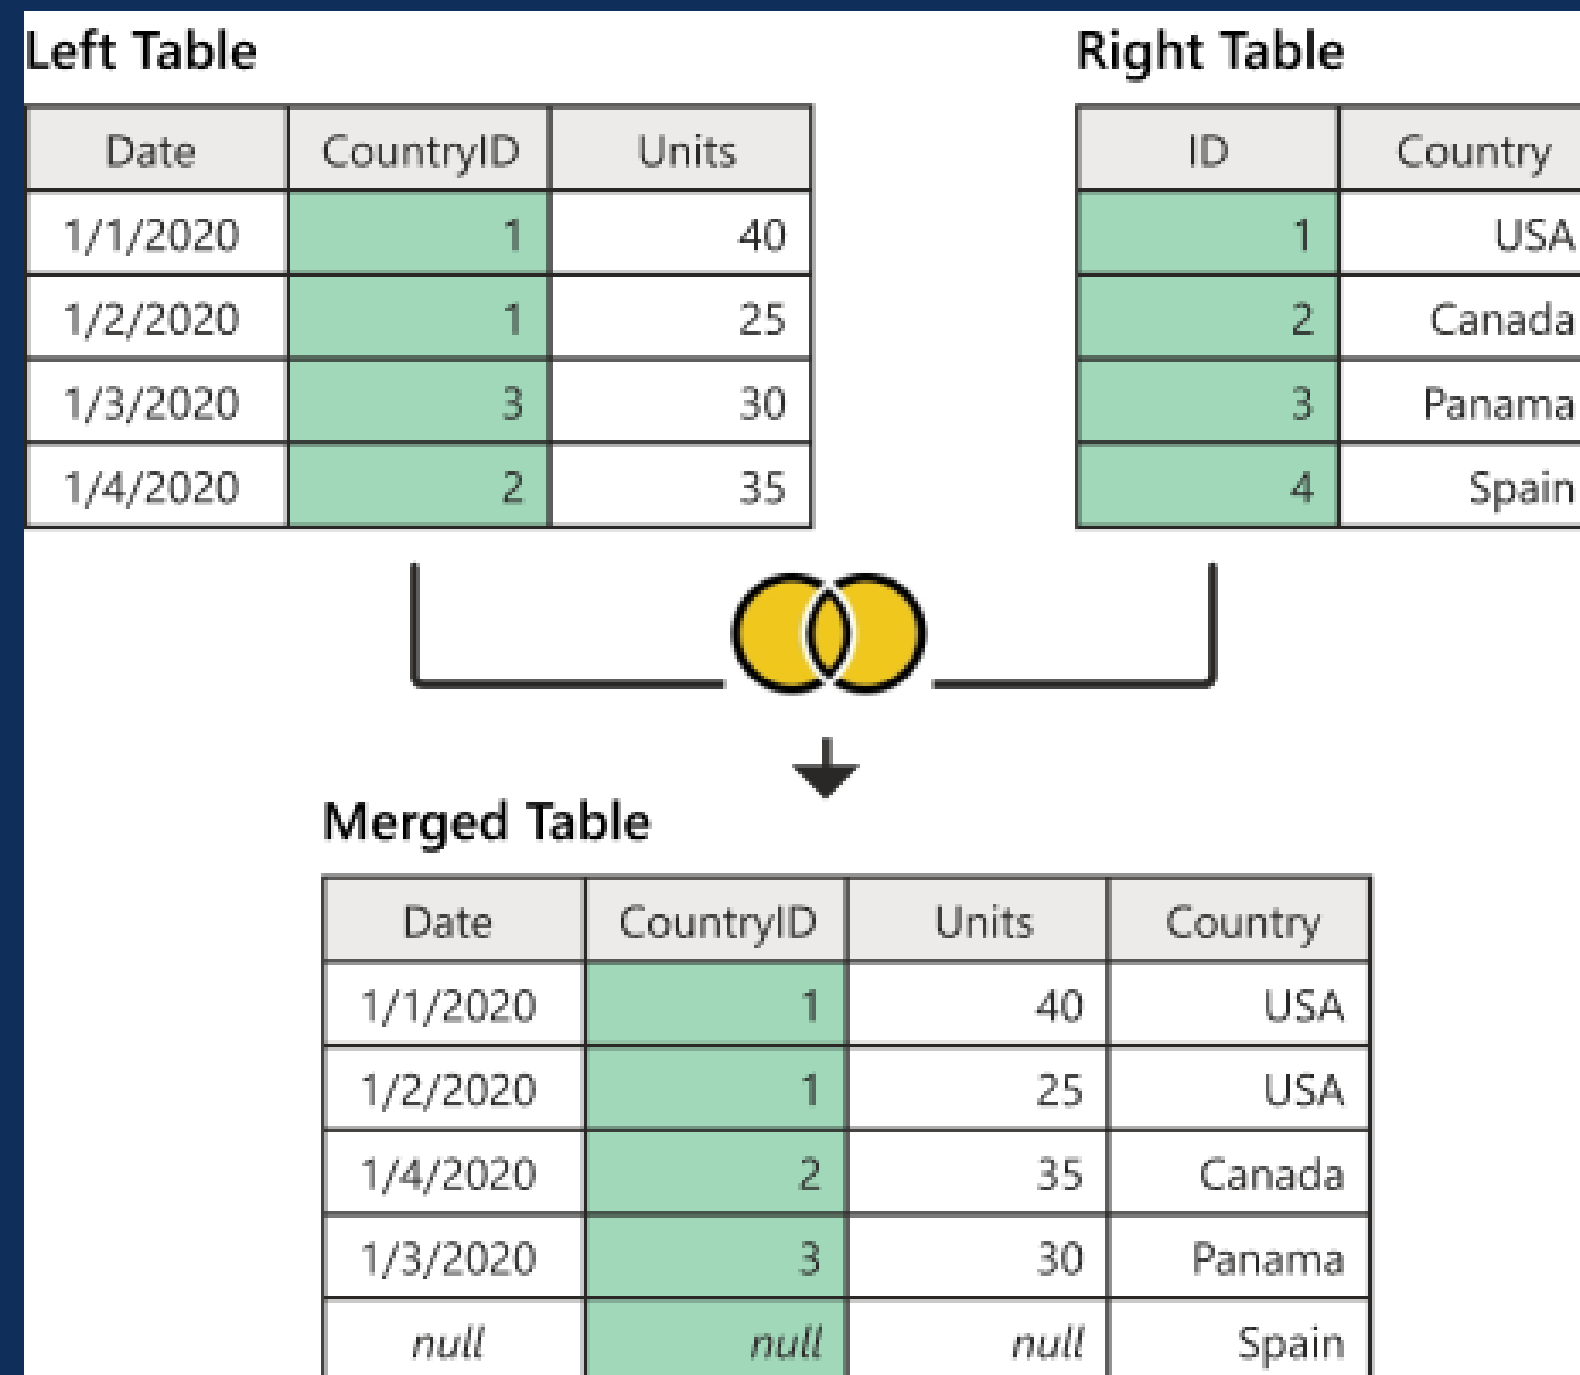 Left Table
Date CountryID Units
1/1/2020 1 40
1/2/2020 1 25
1/3/2020 3 30
1/4/2020 2 35
Right Table
ID Country
1 USA
2 Canada
3 Panama
4 Spain
Merged Table
Date CountryID Units Country
1/1/2020 1 40 USA
1/2/2020 1 25 USA
1/4/2020 2 35 Canada
1/3/2020 3 30 Panama
null null null Spain